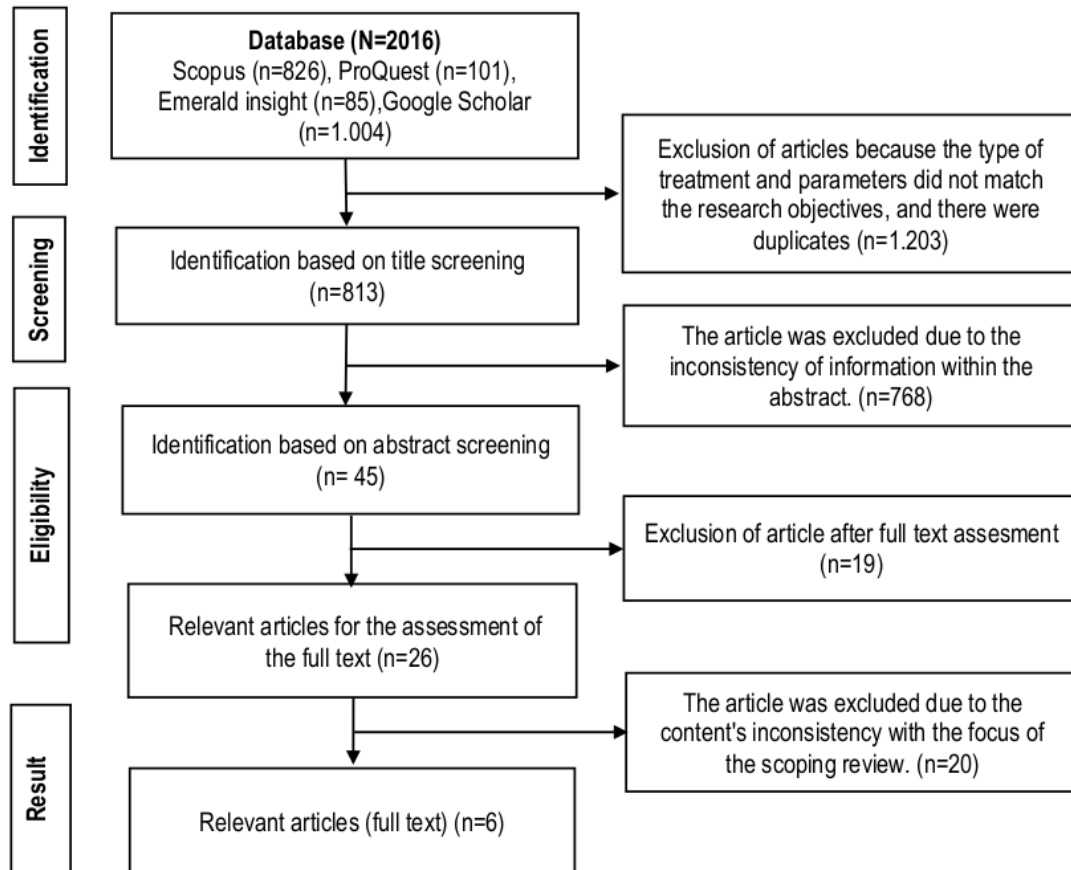 Identification
Database (N=2016)
Scopus (n=826), ProQuest (n=101),
Emerald insight (n=85),Google Scholar
(n=1.004)
Exclusion of articles because the type of
treatment and parameters did not match
the research objectives, and there were
duplicates (n=1.203)
Screening
Identification based on title screening
(n=813)
The article was excluded due to the
inconsistency of information within the
abstract. (n=768)
Eligibility
Identification based on abstract screening
(n= 45)
Exclusion of article after full text assesment
(n=19)
Relevant articles for the assessment of
the full text (n=26)
The article was excluded due to the
content's inconsistency with the focus of
the scoping review. (n=20)
Result
Relevant articles (full text) (n=6)